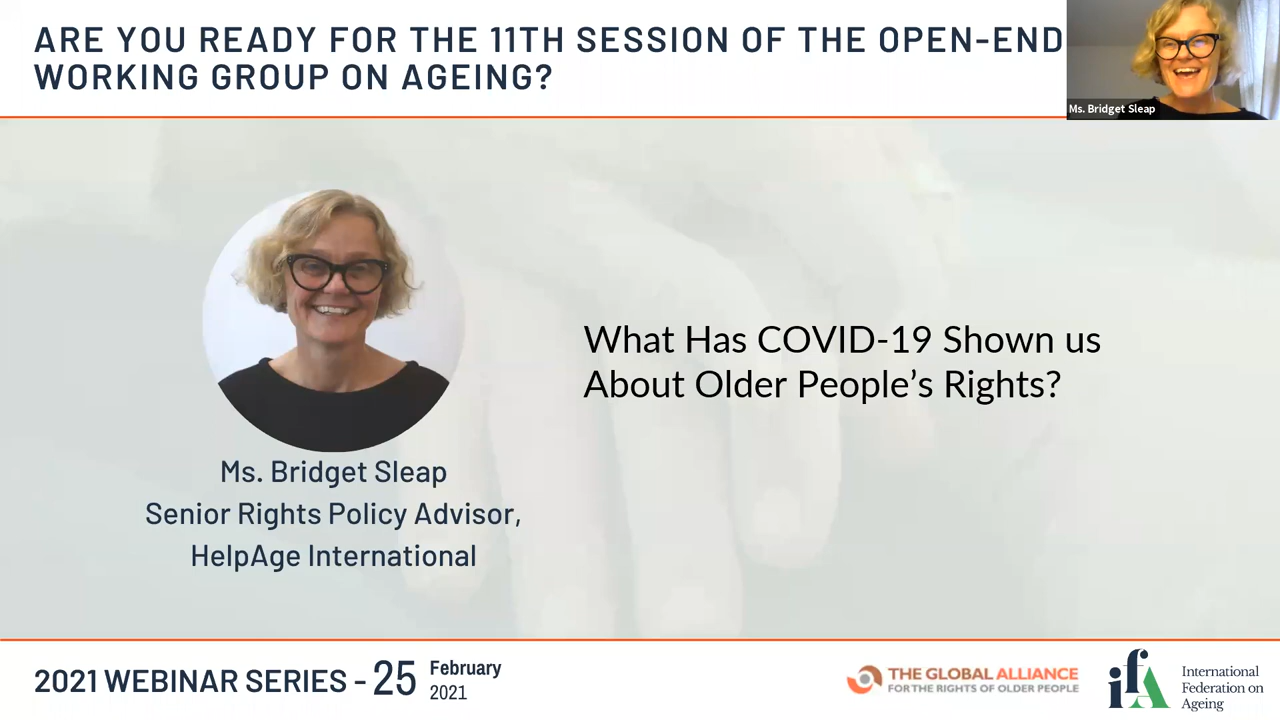 ARE YOU READY FOR THE 11TH SESSION OF THE OPEN-END
WORKING GROUP ON AGEING?
Ms. Bridget Sleap
What Has COVID-19 Shown us
About Older People’s Rights?
Ms. Bridget Sleap
Senior Rights Policy Advisor,
HelpAge International
2021 WEBINAR SERIES - 25 February 2021
THE GLOBAL ALLIANCE
FOR THE RIGHTS OF OLDER PEOPLE
ifA
International
Federation on
Ageing